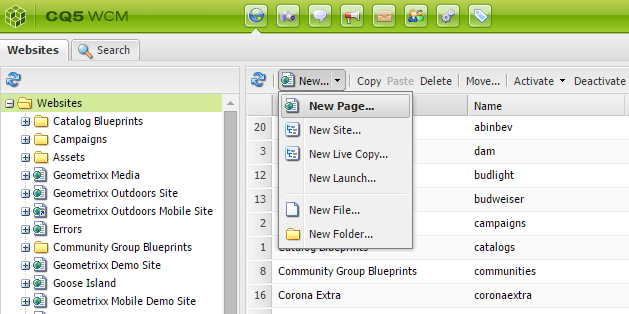 CQ5 WCM
Websites
Search
New... Copy Paste Delete Move... Activate Deactivate
Websites
Catalog Blueprints
Campaigns
Assets
Geometrixx Media
Geometrixx Outdoors Site
Geometrixx Outdoors Mobile Site
Errors
Community Group Blueprints
Geometrixx Demo Site
Goose Island
Geometrixx Mobile Demo Site
New Page...
New Site...
New Live Copy...
New Launch...
New File...
New Folder...
Name
20 abinbev
3 dam
12 budlight
13 budweiser
2 campaigns
1 Catalog Blueprints catalogs
8 Community Group Blueprints communities
16 Corona Extra coronaextra